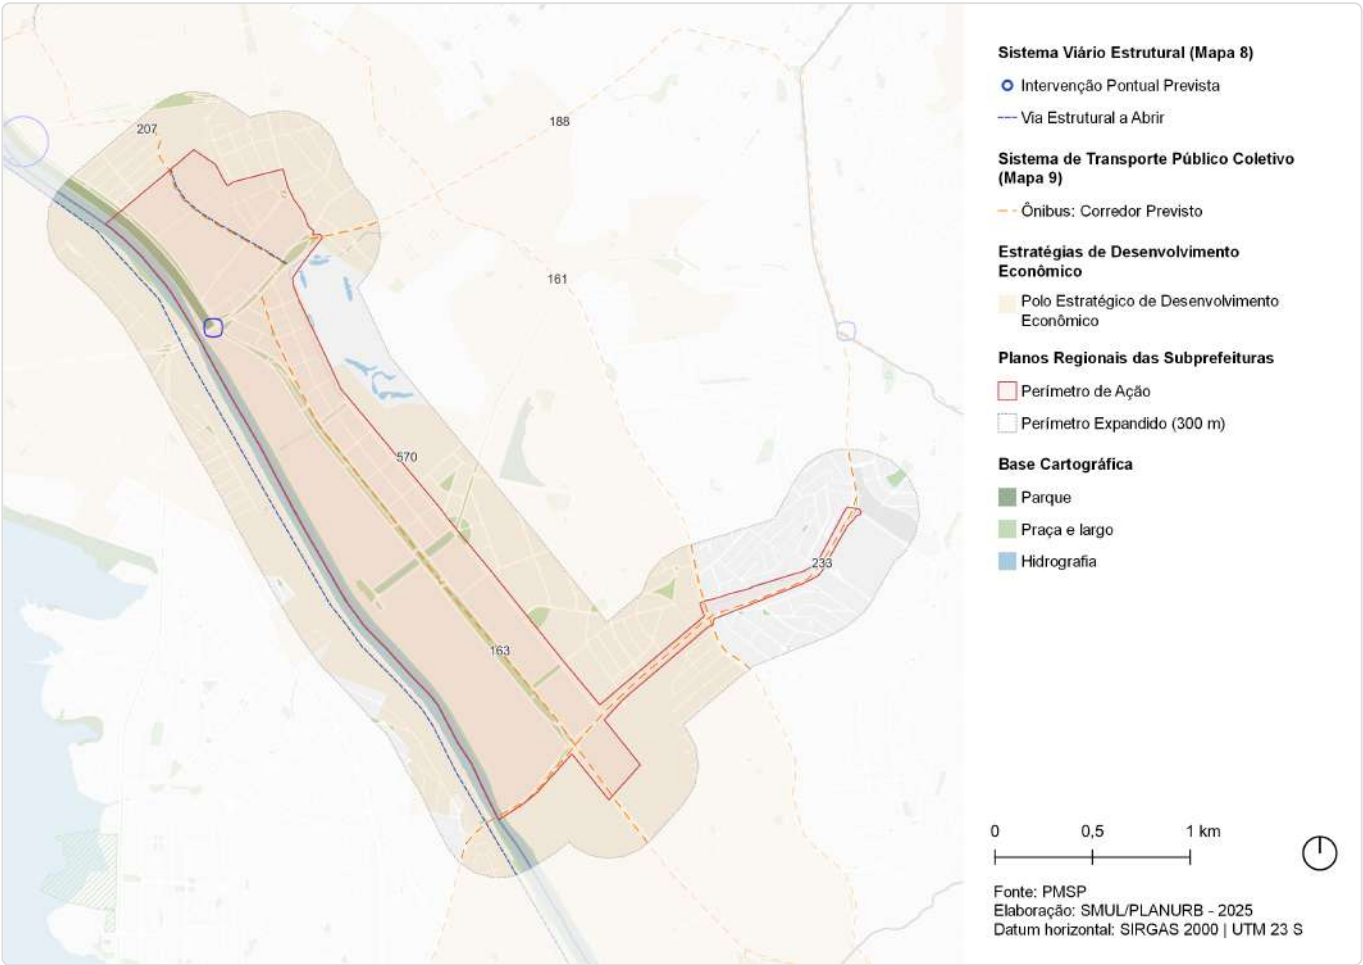 207
188
161
570
233
163
Sistema Viário Estrutural (Mapa 8)
Intervenção Pontual Prevista
Via Estrutural a Abrir
Sistema de Transporte Público Coletivo
(Mapa 9)
Ônibus: Corredor Previsto
Estratégias de Desenvolvimento
Econômico
Polo Estratégico de Desenvolvimento
Econômico
Planos Regionais das Subprefeituras
Perímetro de Ação
Perímetro Expandido (300 m)
Base Cartográfica
Parque
Praça e largo
Hidrografia
0 0,5 1 km
Fonte: PMSP
Elaboração: SMUL/PLANURB - 2025
Datum horizontal: SIRGAS 2000 | UTM 23 S